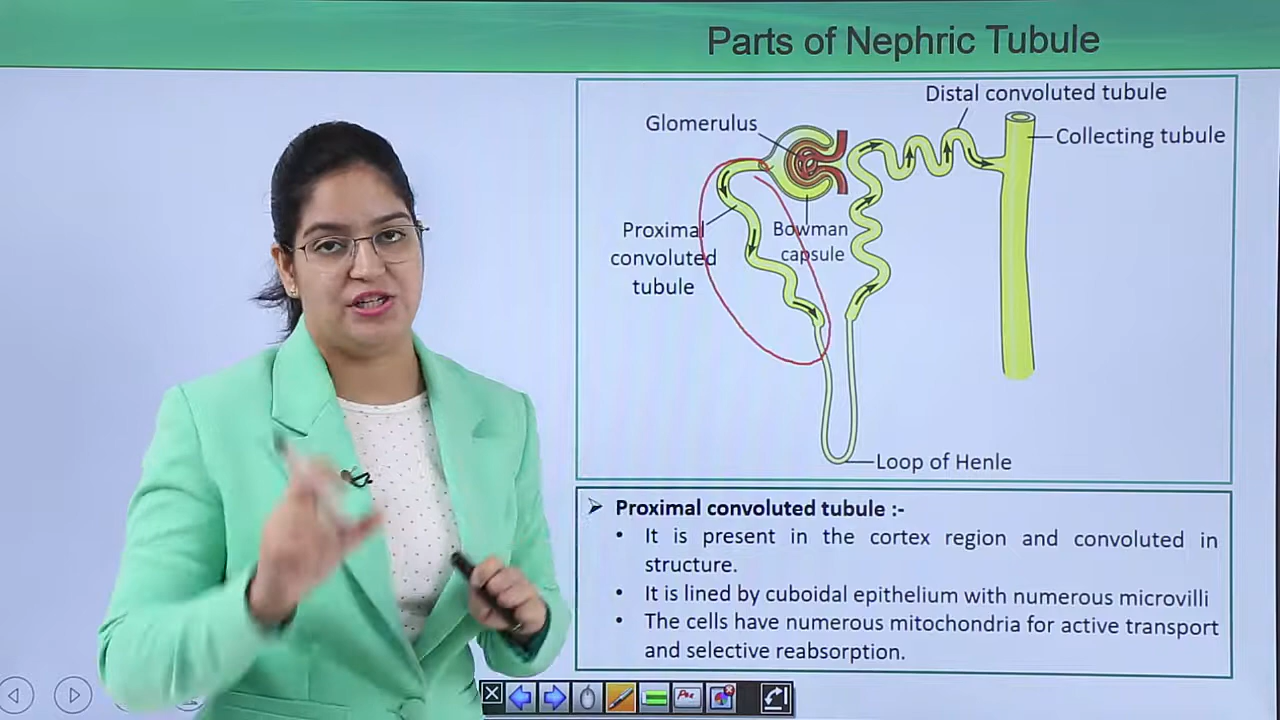 Parts of Nephric Tubule
Distal convoluted tubule
Glomerulus
Collecting tubule
Proximal
convoluted
tubule
Bowman
capsule
Loop of Henle
➢ Proximal convoluted tubule :-
• It is present in the cortex region and convoluted in
structure.
• It is lined by cuboidal epithelium with numerous microvilli
• The cells have numerous mitochondria for active transport
and selective reabsorption.